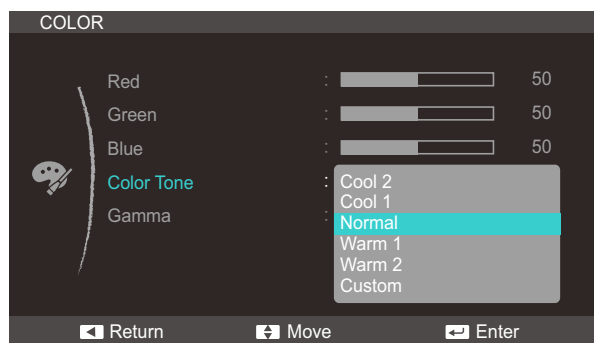 COLOR
Red : 50
Green : 50
Blue : 50
Color Tone : Cool 2
Cool 1
Gamma : Normal
Warm 1
Warm 2
Custom
Return Move Enter